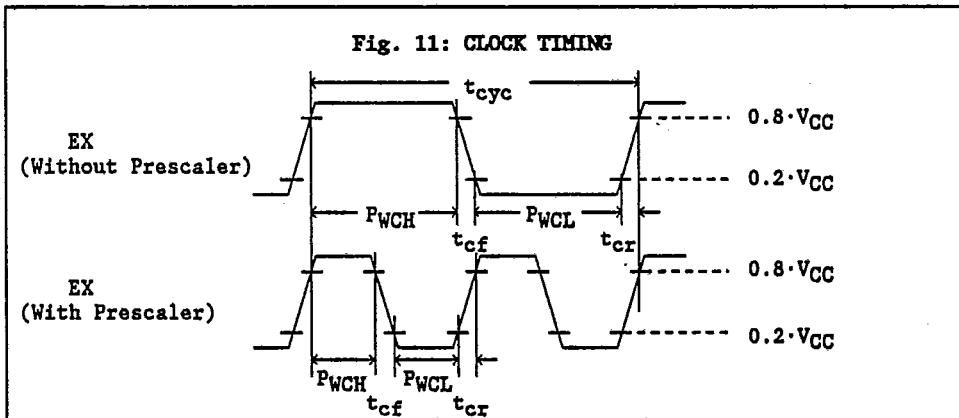 Fig. 11: CLOCK TIMING
tcyc
EX
(Without Prescaler)
0.8·VCC
0.2·VCC
PWCH
tcf
PWCL
tcr
EX
(With Prescaler)
0.8·VCC
0.2·VCC
PWCH
tcf
PWCL
tcr